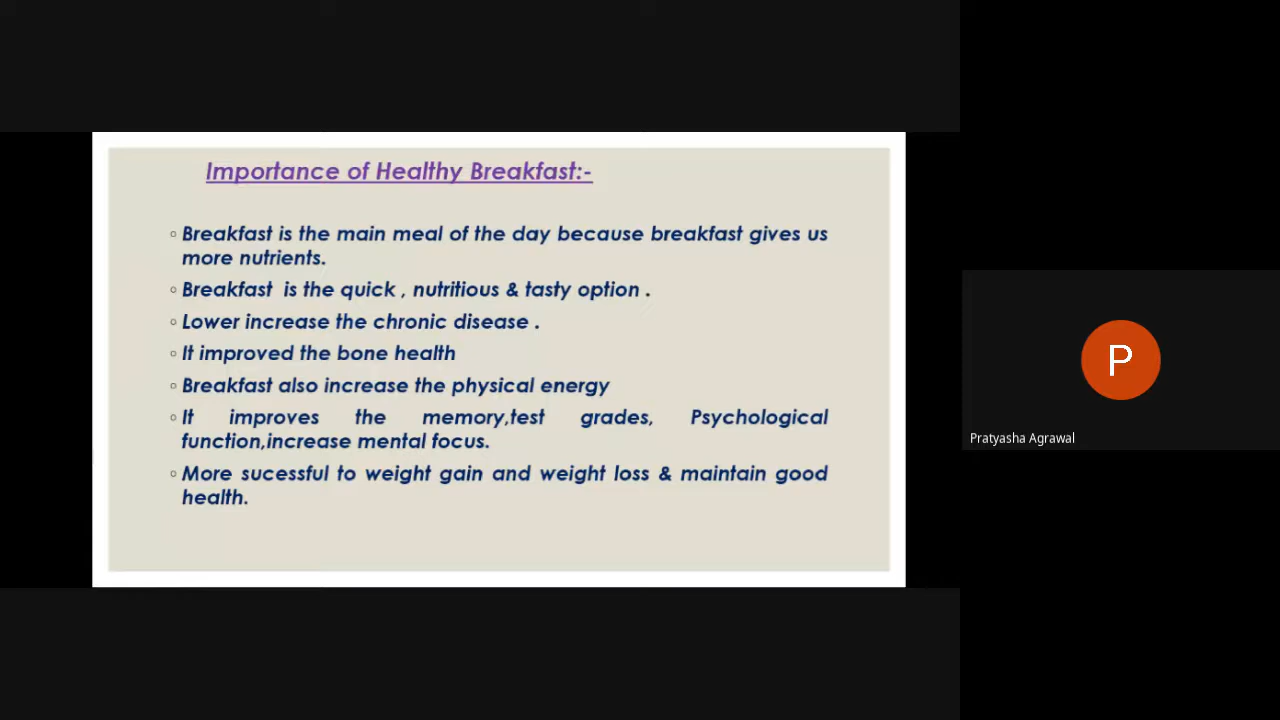 Importance of Healthy Breakfast:-
◦ Breakfast is the main meal of the day because breakfast gives us
more nutrients.
◦ Breakfast is the quick , nutritious & tasty option .
◦ Lower increase the chronic disease .
◦ It improved the bone health
◦ Breakfast also increase the physical energy
◦ It improves the memory,test grades, Psychological
function,increase mental focus.
◦ More sucessful to weight gain and weight loss & maintain good
health.
P
Pratyasha Agrawal